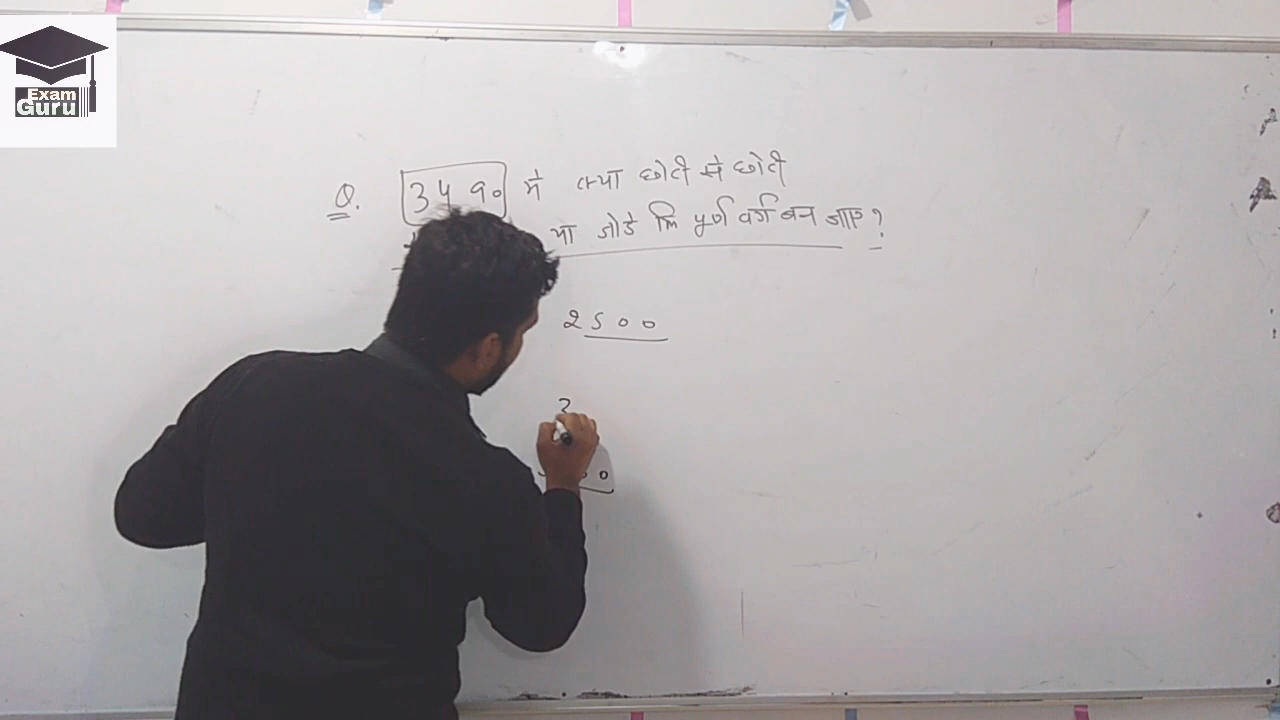 Exam
Guru
Q. 3490 मे क्या छोटी से छोटी
या जोडे कि पूर्ण वर्ग बन जाए ?
2500